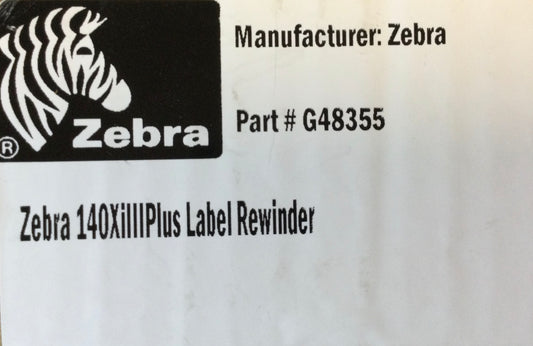 Manufacturer: Zebra
® Zebra
Part # G48355
Zebra 140XiIIIPlus Label Rewinder